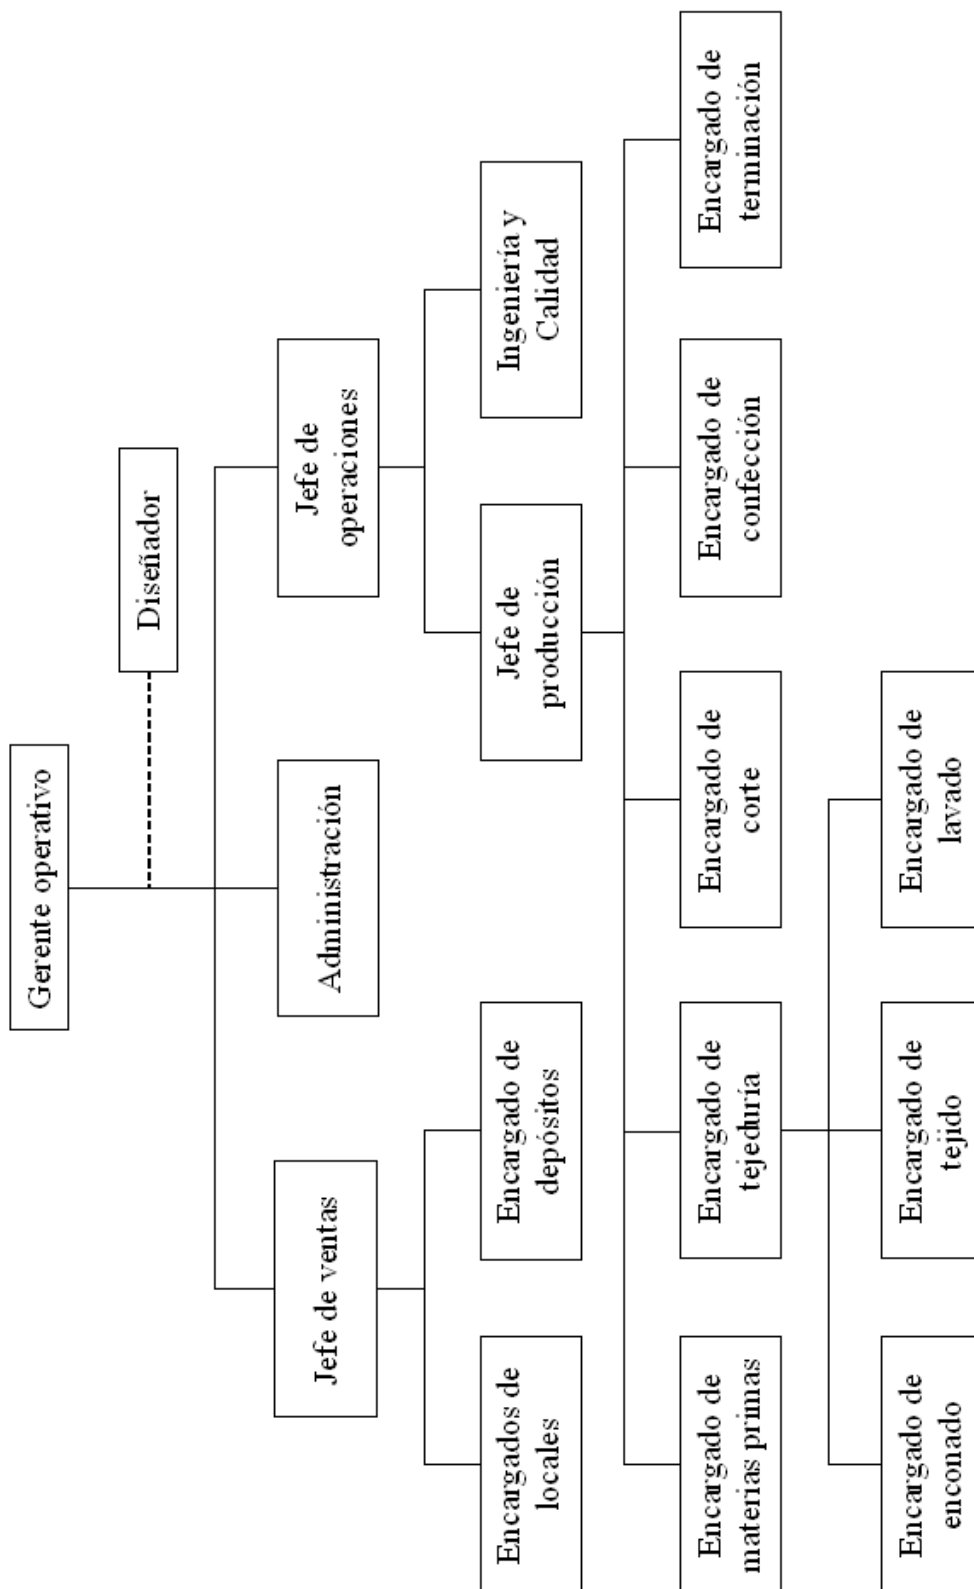 Gerente operativo
Diseñador
Jefe de ventas
Administración
Jefe de
operaciones
Encargados de
locales
Encargado de
depósitos
Jefe de
producción
Ingeniería y
Calidad
Encargado de
materias primas
Encargado de
tejeduría
Encargado de
corte
Encargado de
confección
Encargado de
terminación
Encargado de
enconado
Encargado de
tejido
Encargado de
lavado